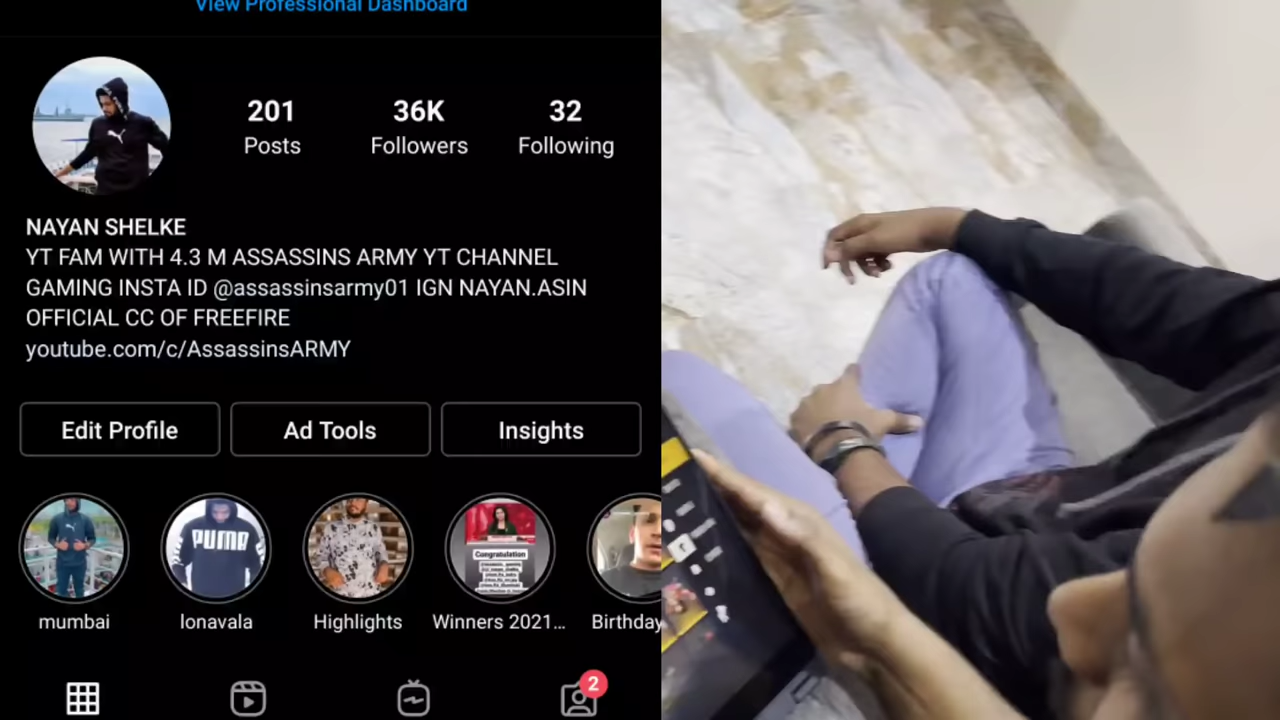 View Professional Dashboard
201
Posts
36K
Followers
32
Following
NAYAN SHELKE
YT FAM WITH 4.3 M ASSASSINS ARMY YT CHANNEL
GAMING INSTA ID @assassinsarmy01 IGN NAYAN.ASIN
OFFICIAL CC OF FREEFIRE
youtube.com/c/AssassinsARMY
Edit Profile
Ad Tools
Insights
PUMA
Congratulation
mumbai
lonavala
Highlights
Winners 2021...
Birthday
2